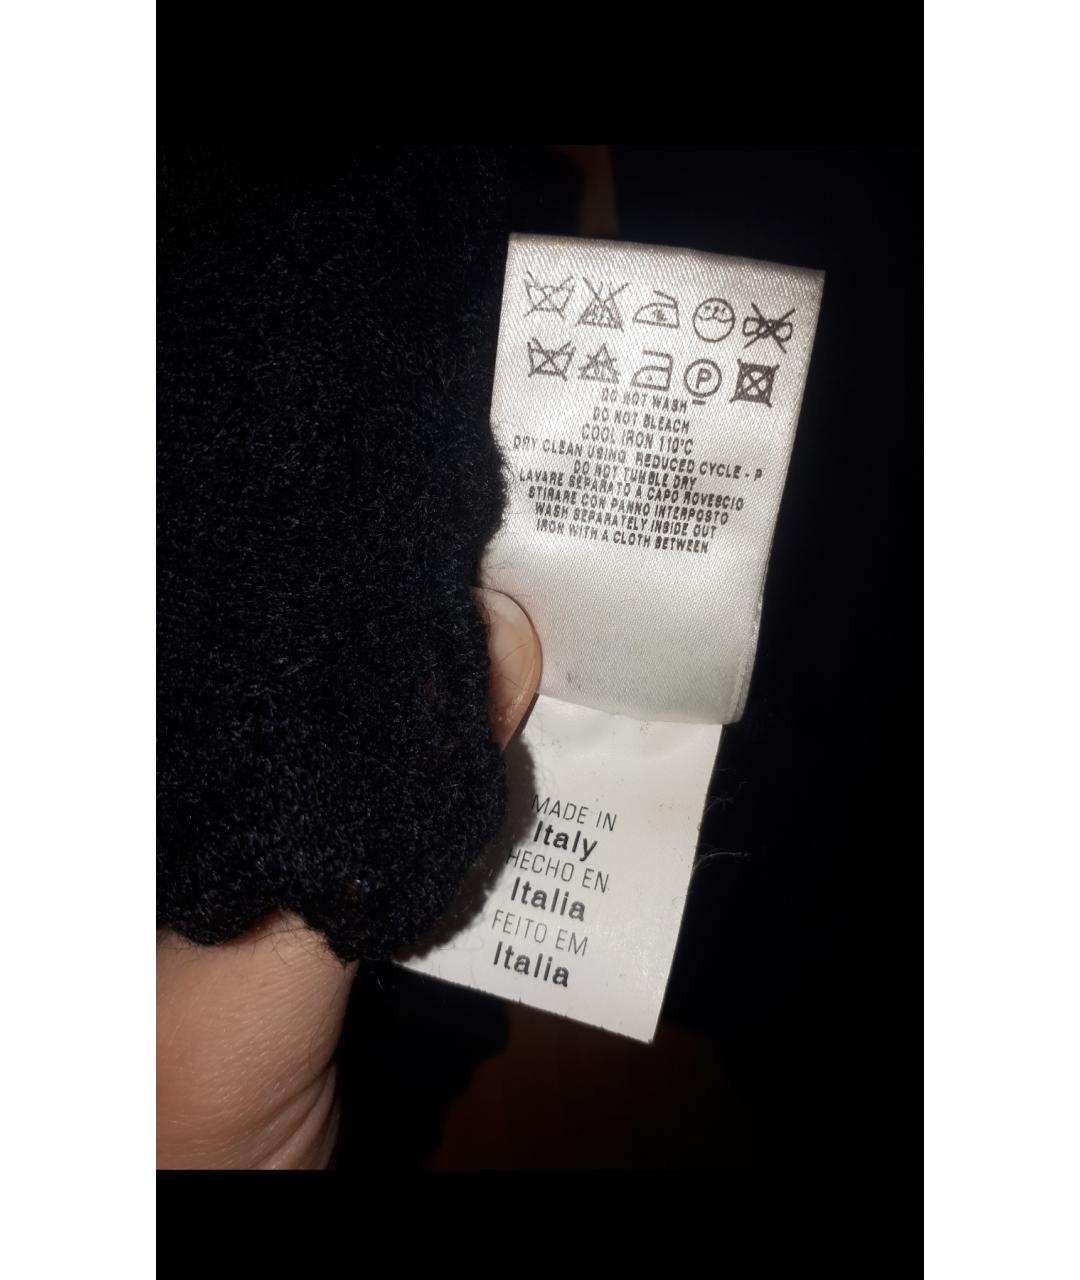 P
DO NOT WASH
DO NOT BLEACH
COOL IRON 110°C
DRY CLEAN USING REDUCED CYCLE - P
DO NOT TUMBLE DRY
LAVARE SEPARATO A CAPO ROVESCIO
STIRARE CON PANNO INTERPOSTO
WASH SEPARATELY INSIDE OUT
IRON WITH A CLOTH BETWEEN
MADE IN
Italy
HECHO EN
Italia
FEITO EM
Italia